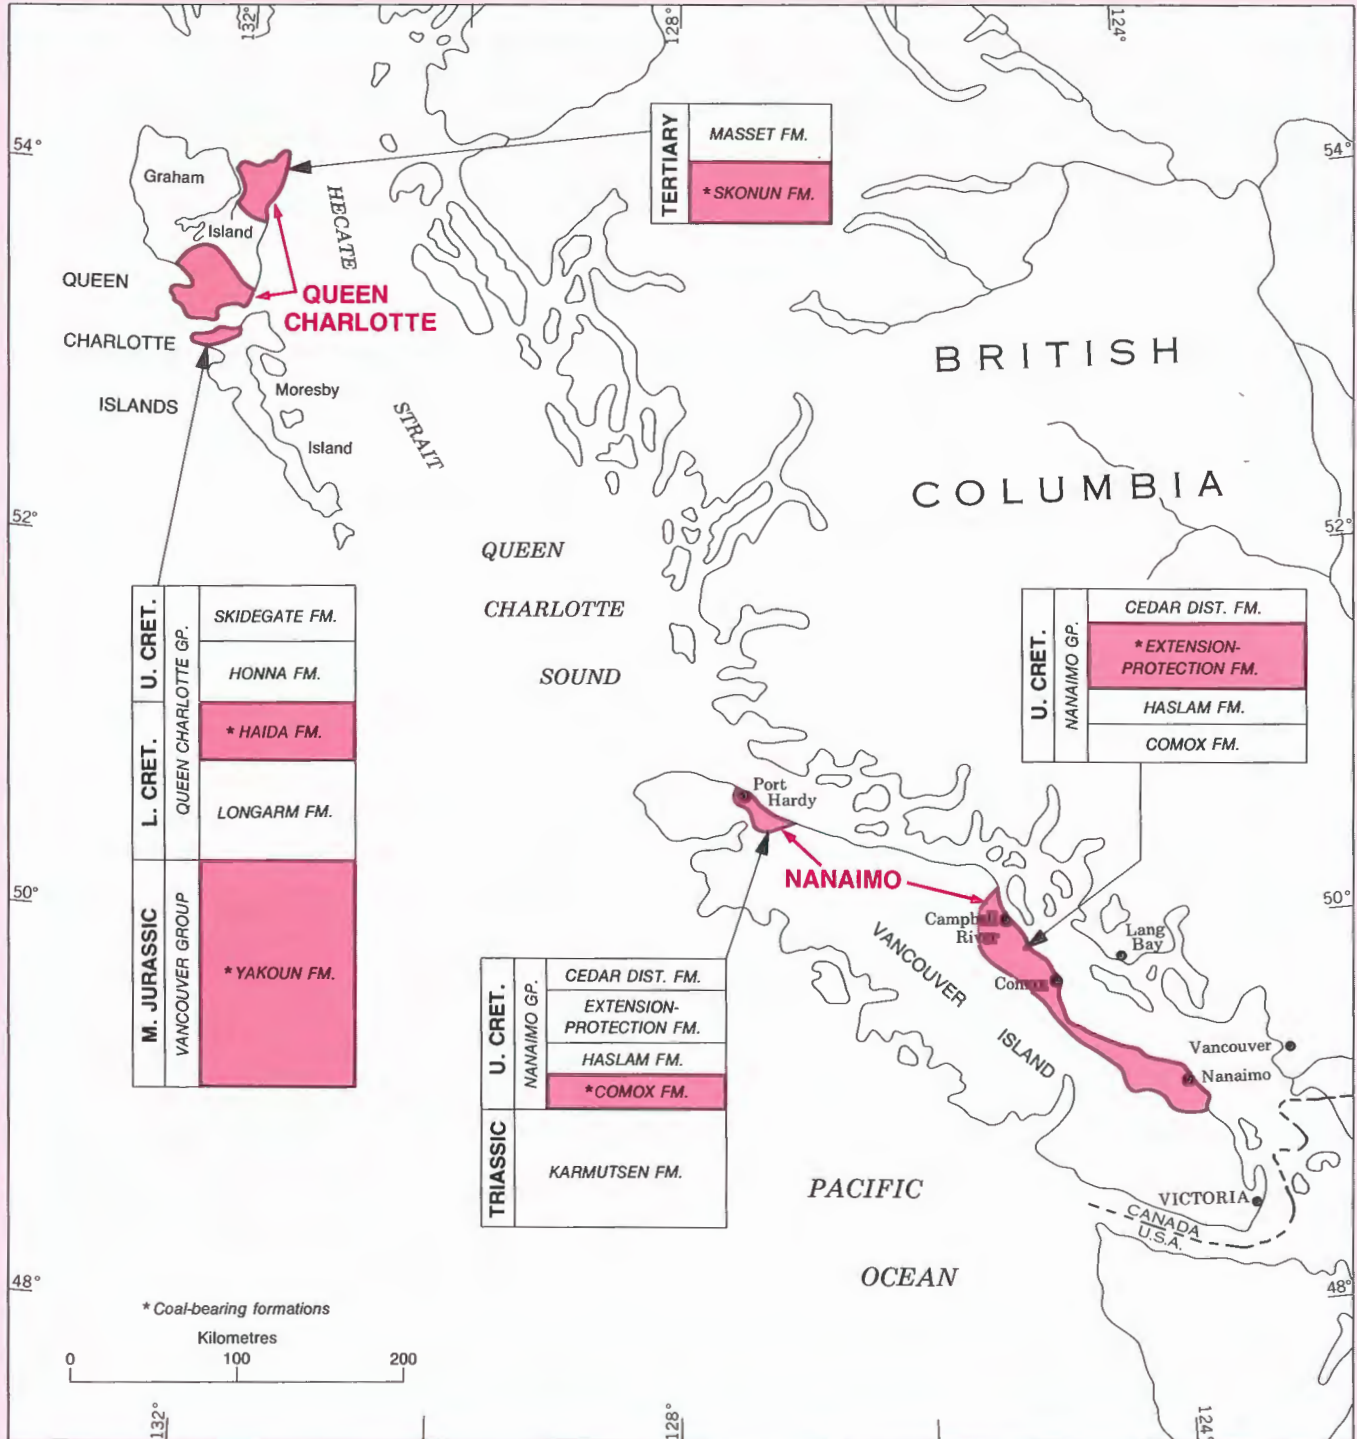 132°
128°
124°
54°
54°
TERTIARY
MASSET FM.
* SKONUN FM.
Graham
Island
HECATE
STRAIT
QUEEN
CHARLOTTE
ISLANDS
QUEEN
CHARLOTTE
Moresby
Island
BRITISH
COLUMBIA
52°
52°
QUEEN
CHARLOTTE
SOUND
U. CRET.
L. CRET.
M. JURASSIC
QUEEN CHARLOTTE GP.
VANCOUVER GROUP
SKIDEGATE FM.
HONNA FM.
* HAIDA FM.
LONGARM FM.
* YAKOUN FM.
U. CRET.
NANAIMO GP.
CEDAR DIST. FM.
* EXTENSION-
PROTECTION FM.
HASLAM FM.
COMOX FM.
Port
Hardy
NANAIMO
50°
50°
Campbell
River
Comox
Lang
Bay
VANCOUVER
ISLAND
Vancouver
Nanaimo
VICTORIA
CANADA
U.S.A.
U. CRET.
TRIASSIC
NANAIMO GP.
CEDAR DIST. FM.
EXTENSION-
PROTECTION FM.
HASLAM FM.
* COMOX FM.
KARMUTSEN FM.
PACIFIC
OCEAN
48°
48°
* Coal-bearing formations
Kilometres
0 100 200
132°
128°
124°